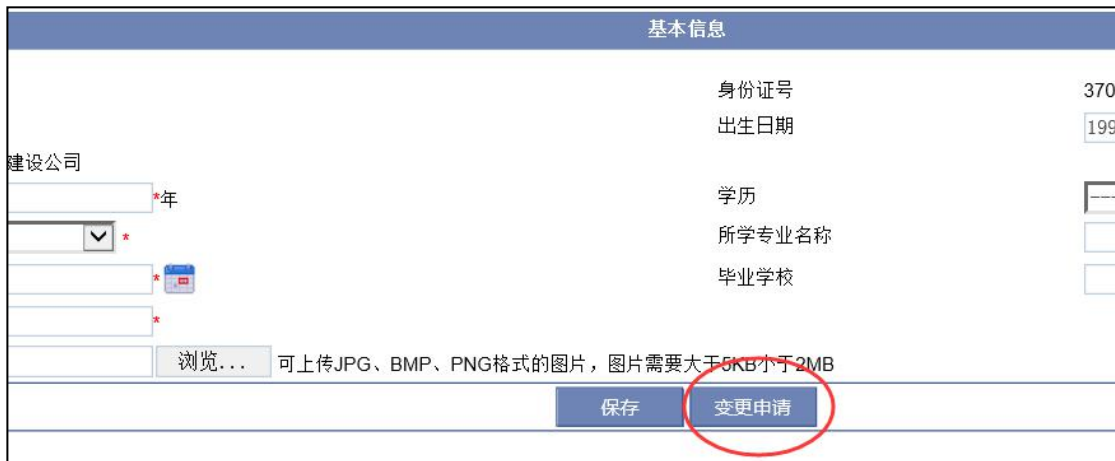 基本信息
身份证号 370
出生日期 199
建设公司
*年 学历 ---
* 所学专业名称
* 毕业学校
*
浏览... 可上传JPG、BMP、PNG格式的图片，图片需要大于5KB小于2MB
保存 变更申请